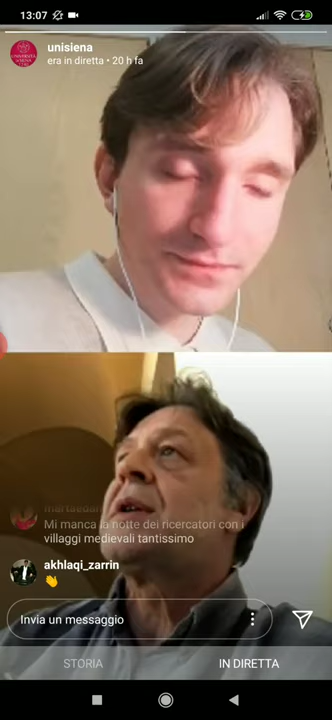 13:07
unisiena
era in diretta • 20 h fa
Mi manca la notte dei ricercatori con i
villaggi medievali tantissimo
akhlaqi_zarrin
👏
Invia un messaggio
STORIA
IN DIRETTA